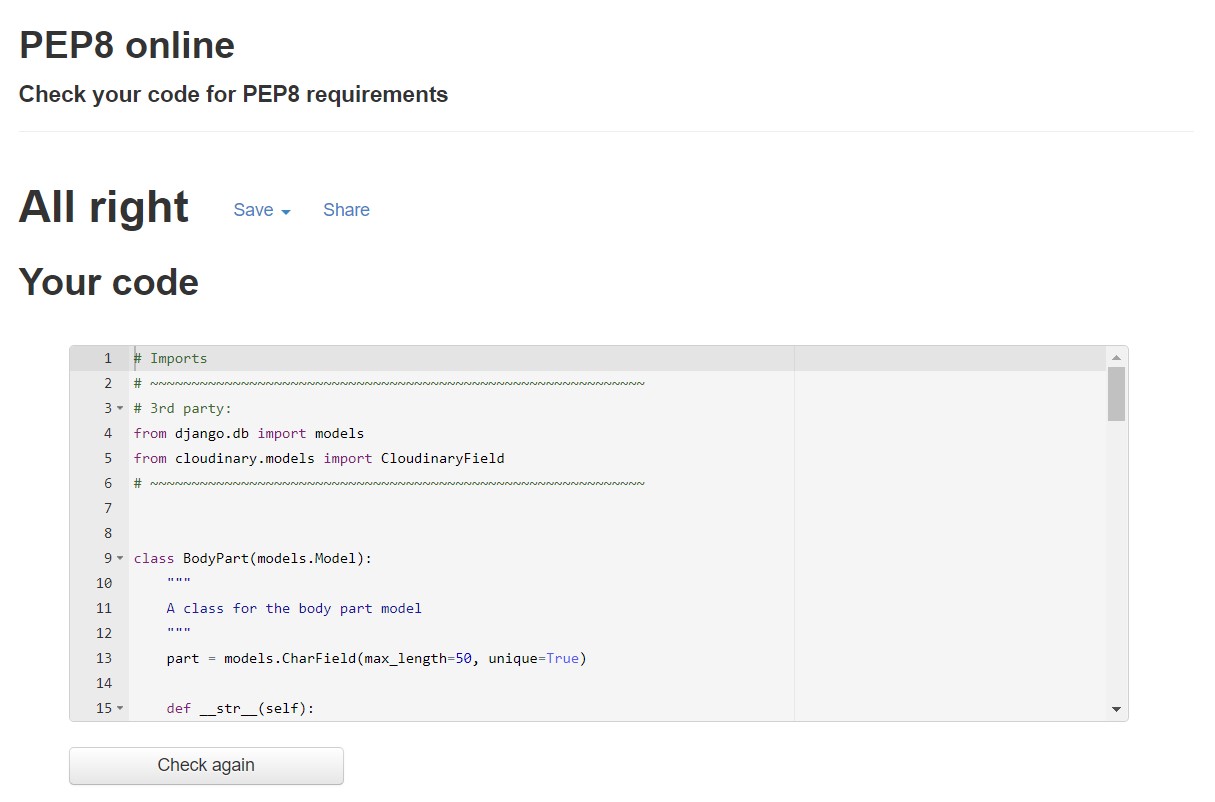 PEP8 online
Check your code for PEP8 requirements
All right Save Share
Your code
1 # Imports
2 # ~~~~~~~~~~~~~~~~~~~~~~~~~~~~~~~~~~~~~~~~~~~~~~~~~~~~~~~~~~~~
3 # 3rd party:
4 from django.db import models
5 from cloudinary.models import CloudinaryField
6 # ~~~~~~~~~~~~~~~~~~~~~~~~~~~~~~~~~~~~~~~~~~~~~~~~~~~~~~~~~~~~
7
8
9 class BodyPart(models.Model):
10     """
11     A class for the body part model
12     """
13     part = models.CharField(max_length=50, unique=True)
14
15     def __str__(self):
Check again